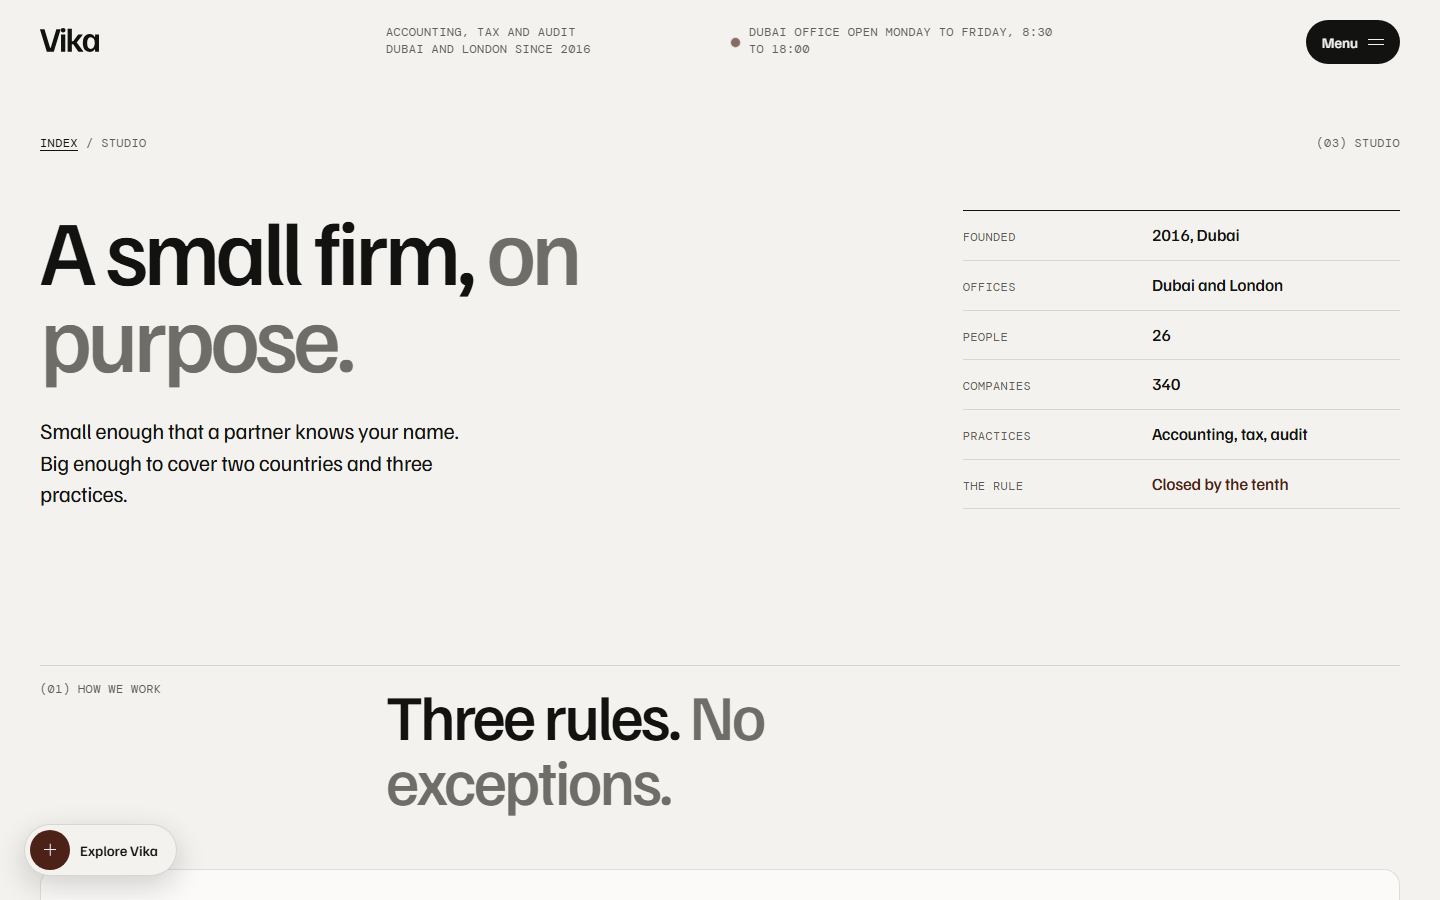 Vika
ACCOUNTING, TAX AND AUDIT
DUBAI AND LONDON SINCE 2016
DUBAI OFFICE OPEN MONDAY TO FRIDAY, 8:30
TO 18:00
Menu
INDEX / STUDIO
(03) STUDIO
A small firm, on
purpose.
Small enough that a partner knows your name.
Big enough to cover two countries and three
practices.
FOUNDED 2016, Dubai
OFFICES Dubai and London
PEOPLE 26
COMPANIES 340
PRACTICES Accounting, tax, audit
THE RULE Closed by the tenth
(01) HOW WE WORK
Three rules. No
exceptions.
Explore Vika